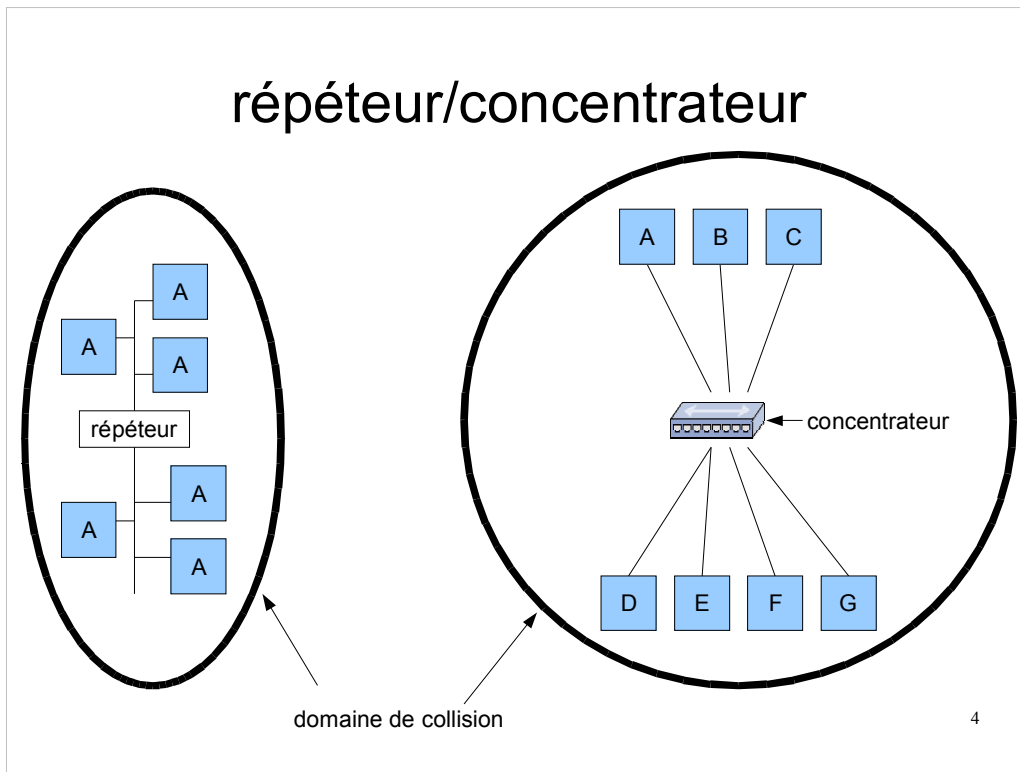 répéteur/concentrateur
A
A
A
répéteur
A
A
A
A B C
concentrateur
D E F G
domaine de collision
4